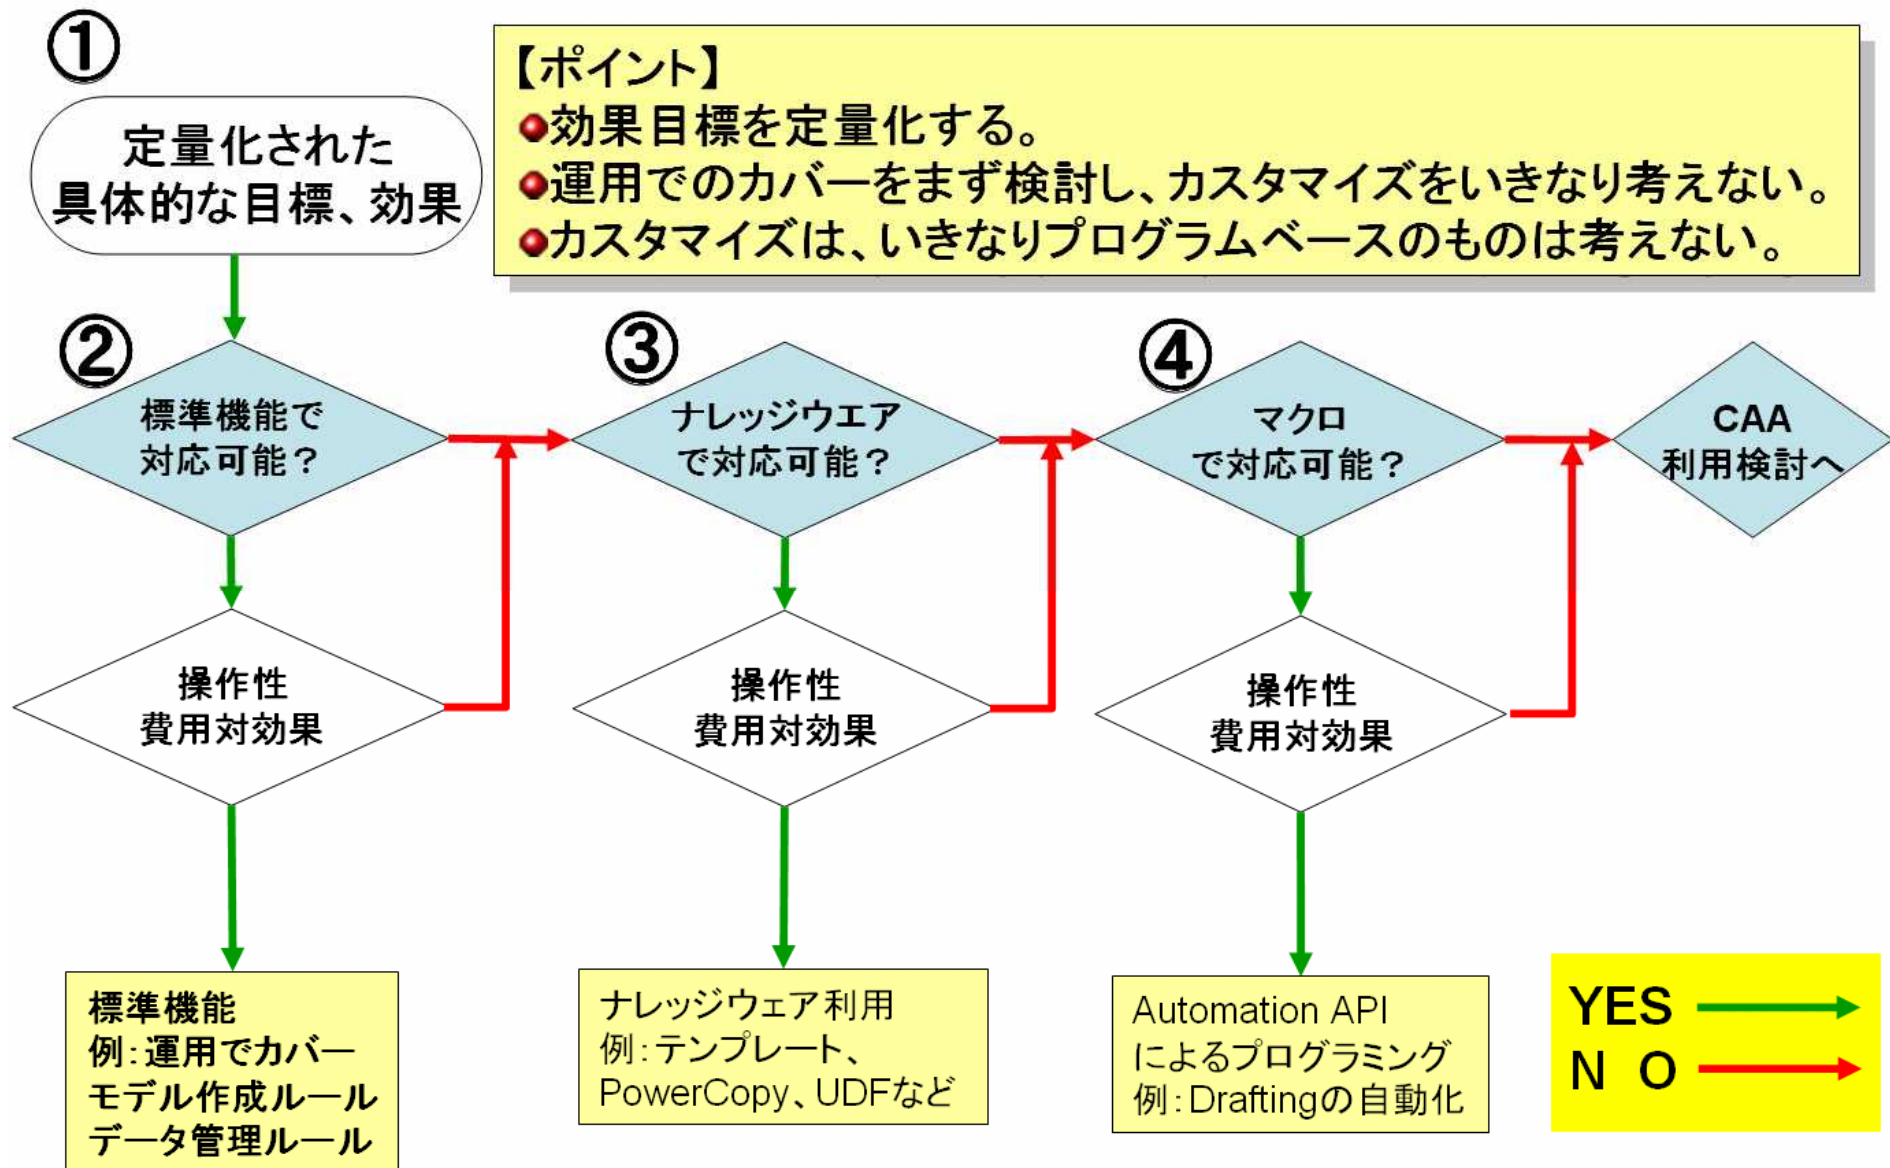 ①
定量化された
具体的な目標、効果
【ポイント】
●効果目標を定量化する。
●運用でのカバーをまず検討し、カスタマイズをいきなり考えない。
●カスタマイズは、いきなりプログラムベースのものは考えない。
②
標準機能で
対応可能？
③
ナレッジウエア
で対応可能？
④
マクロ
で対応可能？
CAA
利用検討へ
操作性
費用対効果
操作性
費用対効果
操作性
費用対効果
標準機能
例：運用でカバー
モデル作成ルール
データ管理ルール
ナレッジウェア利用
例：テンプレート、
PowerCopy、UDFなど
Automation API
によるプログラミング
例：Draftingの自動化
YES
N O